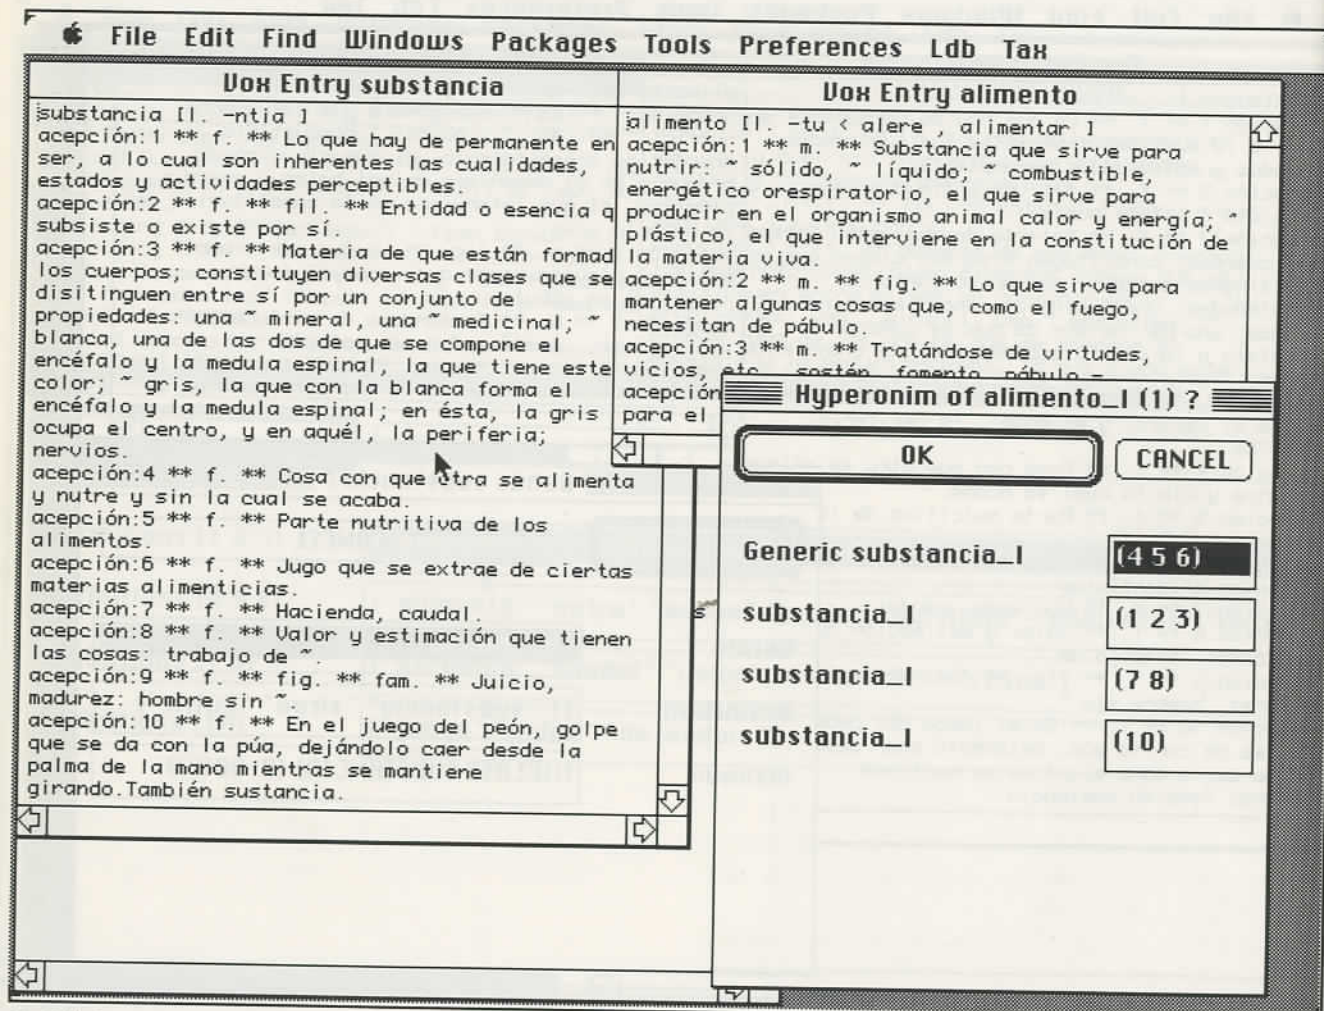 File Edit Find Windows Packages Tools Preferences Ldb Tax
Vox Entry substancia
substancia [l. -ntia ]
acepción:1 ** f. ** Lo que hay de permanente en
ser, a lo cual son inherentes las cualidades,
estados y actividades perceptibles.
acepción:2 ** f. ** fil. ** Entidad o esencia q
subsiste o existe por sí.
acepción:3 ** f. ** Materia de que están formad
los cuerpos; constituyen diversas clases que se
disitinguen entre sí por un conjunto de
propiedades: una ~ mineral, una ~ medicinal; ~
blanca, una de las dos de que se compone el
encéfalo y la medula espinal, la que tiene este
color; ~ gris, la que con la blanca forma el
encéfalo y la medula espinal; en ésta, la gris
ocupa el centro, y en aquél, la periferia;
nervios.
acepción:4 ** f. ** Cosa con que otra se alimenta
y nutre y sin la cual se acaba.
acepción:5 ** f. ** Parte nutritiva de los
alimentos.
acepción:6 ** f. ** Jugo que se extrae de ciertas
materias alimenticias.
acepción:7 ** f. ** Hacienda, caudal.
acepción:8 ** f. ** Valor y estimación que tienen
las cosas: trabajo de ~.
acepción:9 ** f. ** fig. ** fam. ** Juicio,
madurez: hombre sin ~.
acepción:10 ** f. ** En el juego del peón, golpe
que se da con la púa, dejándolo caer desde la
palma de la mano mientras se mantiene
girando.También sustancia.
Vox Entry alimento
alimento [l. -tu < alere , alimentar ]
acepción:1 ** m. ** Substancia que sirve para
nutrir: ~ sólido, ~ líquido; ~ combustible,
energético orespiratorio, el que sirve para
producir en el organismo animal calor y energía; ~
plástico, el que interviene en la constitución de
la materia viva.
acepción:2 ** m. ** fig. ** Lo que sirve para
mantener algunas cosas que, como el fuego,
necesitan de pábulo.
acepción:3 ** m. ** Tratándose de virtudes,
vicios, etc., sostén, fomento, pábulo -
acepción
para el
s
Hyperonim of alimento_I (1) ?
OK CANCEL
Generic substancia_I (4 5 6)
substancia_I (1 2 3)
substancia_I (7 8)
substancia_I (10)